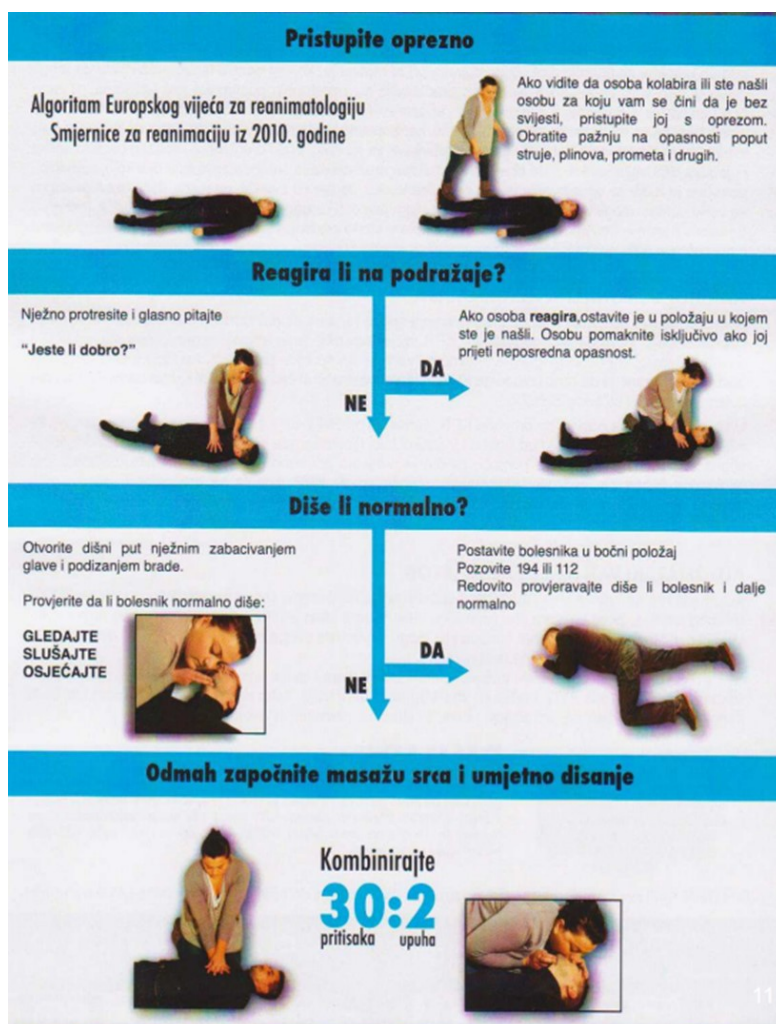 Pristupite oprezno
Algoritam Europskog vijeća za reanimatologiju
Smjernice za reanimaciju iz 2010. godine
Ako vidite da osoba kolabira ili ste našli
osobu za koju vam se čini da je bez
svijesti, pristupite joj s oprezom.
Obratite pažnju na opasnosti poput
struje, plinova, prometa i drugih.
Reagira li na podražaje?
Nježno protresite i glasno pitajte
“Jeste li dobro?”
Ako osoba reagira,ostavite je u položaju u kojem
ste je našli. Osobu pomaknite isključivo ako joj
prijeti neposredna opasnost.
DA
NE
Diše li normalno?
Otvorite dišni put nježnim zabacivanjem
glave i podizanjem brade.
Provjerite da li bolesnik normalno diše:
GLEDAJTE
SLUŠAJTE
OSJEĆAJTE
Postavite bolesnika u bočni položaj
Pozovite 194 ili 112
Redovito provjeravajte diše li bolesnik i dalje
normalno
DA
NE
Odmah započnite masažu srca i umjetno disanje
Kombinirajte
30:2
pritisaka upuha
11